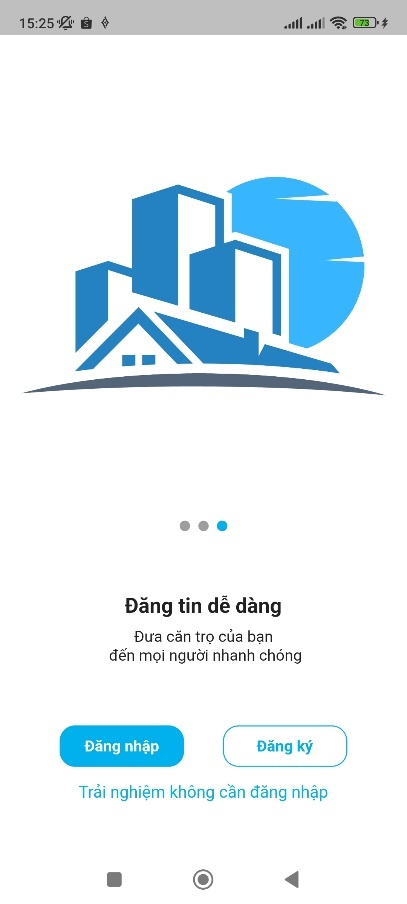 15:25
73
Đăng tin dễ dàng
Đưa căn trọ của bạn
đến mọi người nhanh chóng
Đăng nhập
Đăng ký
Trải nghiệm không cần đăng nhập